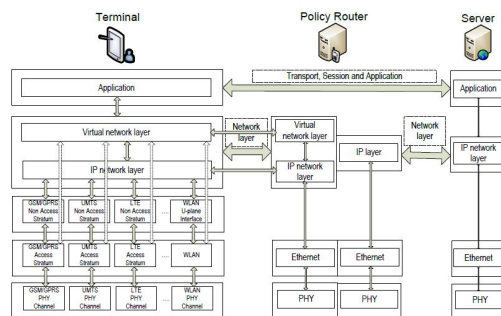 Terminal
Policy Router
Server
Application
Transport, Session and Application
Application
Virtual network layer
Network
layer
Virtual
network layer
Network
layer
IP network layer
IP network
layer
IP layer
IP network
layer
GSM/GPRS
Non Access
Stratum
UMTS
Non Access
Stratum
LTE
Non Access
Stratum
....
WLAN
U-plane
Interface
GSM/GPRS
Access
Stratum
UMTS
Access
Stratum
LTE
Access
Stratum
....
WLAN
Ethernet
Ethernet
Ethernet
GSM/GPRS
PHY
Channel
UMTS
PHY
Channel
LTE
PHY
Channel
....
WLAN
PHY
Channel
PHY
PHY
PHY